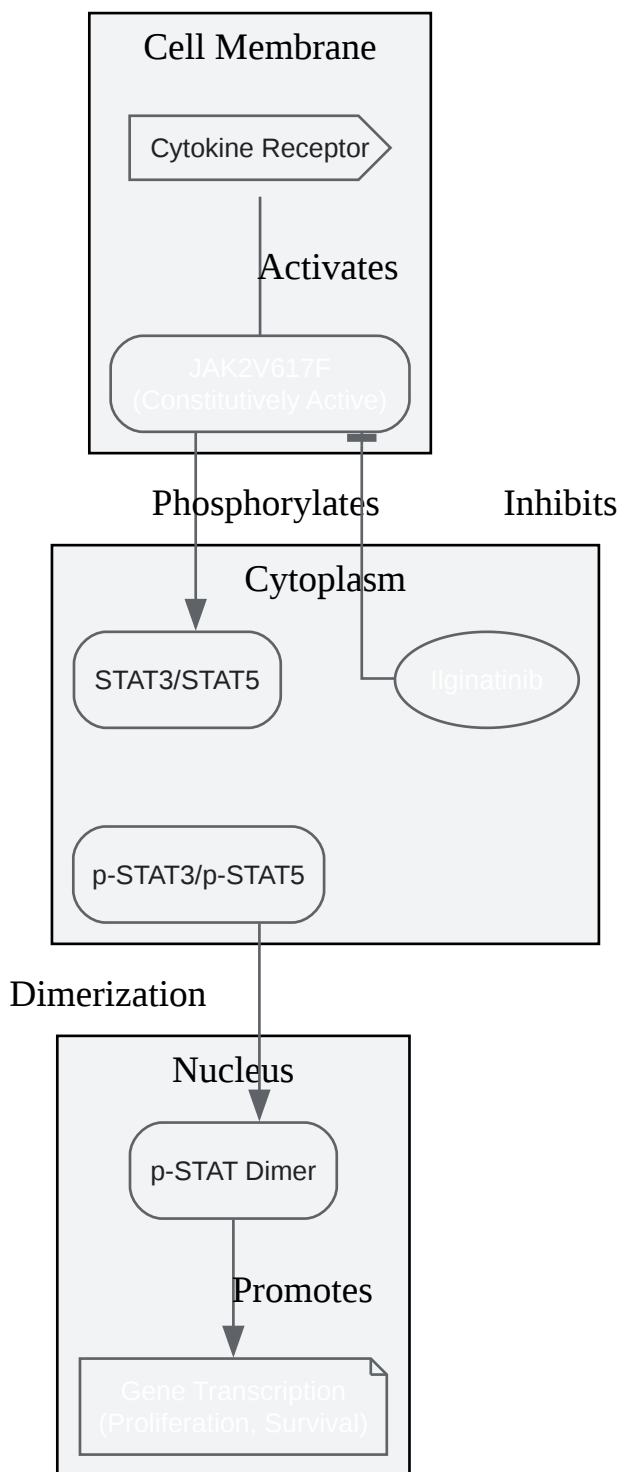 Cell Membrane
Cytokine Receptor
Activates
JAK2V617F
(Constitutively Active)
Phosphorylates
Inhibits
Cytoplasm
STAT3/STAT5
Ilginatinib
p-STAT3/p-STAT5
Dimerization
Nucleus
p-STAT Dimer
Promotes
Gene Transcription
(Proliferation, Survival)